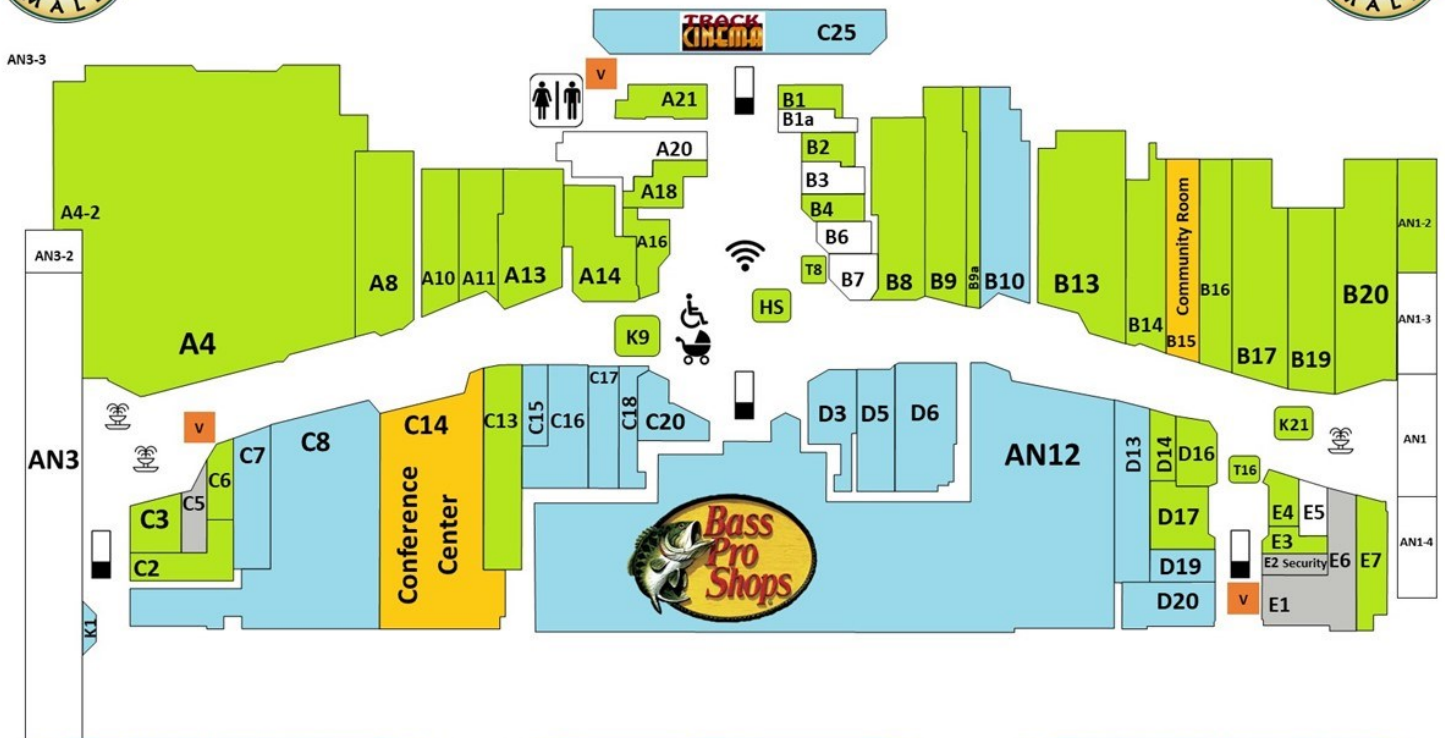 MALL
MALL
TRACK
CINEMA
C25
AN3-3
V
A21
B1
B1a
A20
B2
B3
A18
B4
A4-2
A16
B6
AN1-2
AN3-2
T8
B7
A8
A10
A11
A13
A14
B8
B9
B9a
B10
B13
B14
Community Room
B15
B16
B17
B19
B20
AN1-3
HS
K9
A4
C17
C13
C15
C16
C18
C20
D3
D5
D6
V
C14
Conference
Center
C8
C7
AN3
AN12
D13
D14
D16
K21
AN1
T16
C6
C5
C3
C2
Bass
Pro
Shops
D17
E4
E5
E3
E2 Security
E6
E7
AN1-4
D19
D20
V
E1
K1